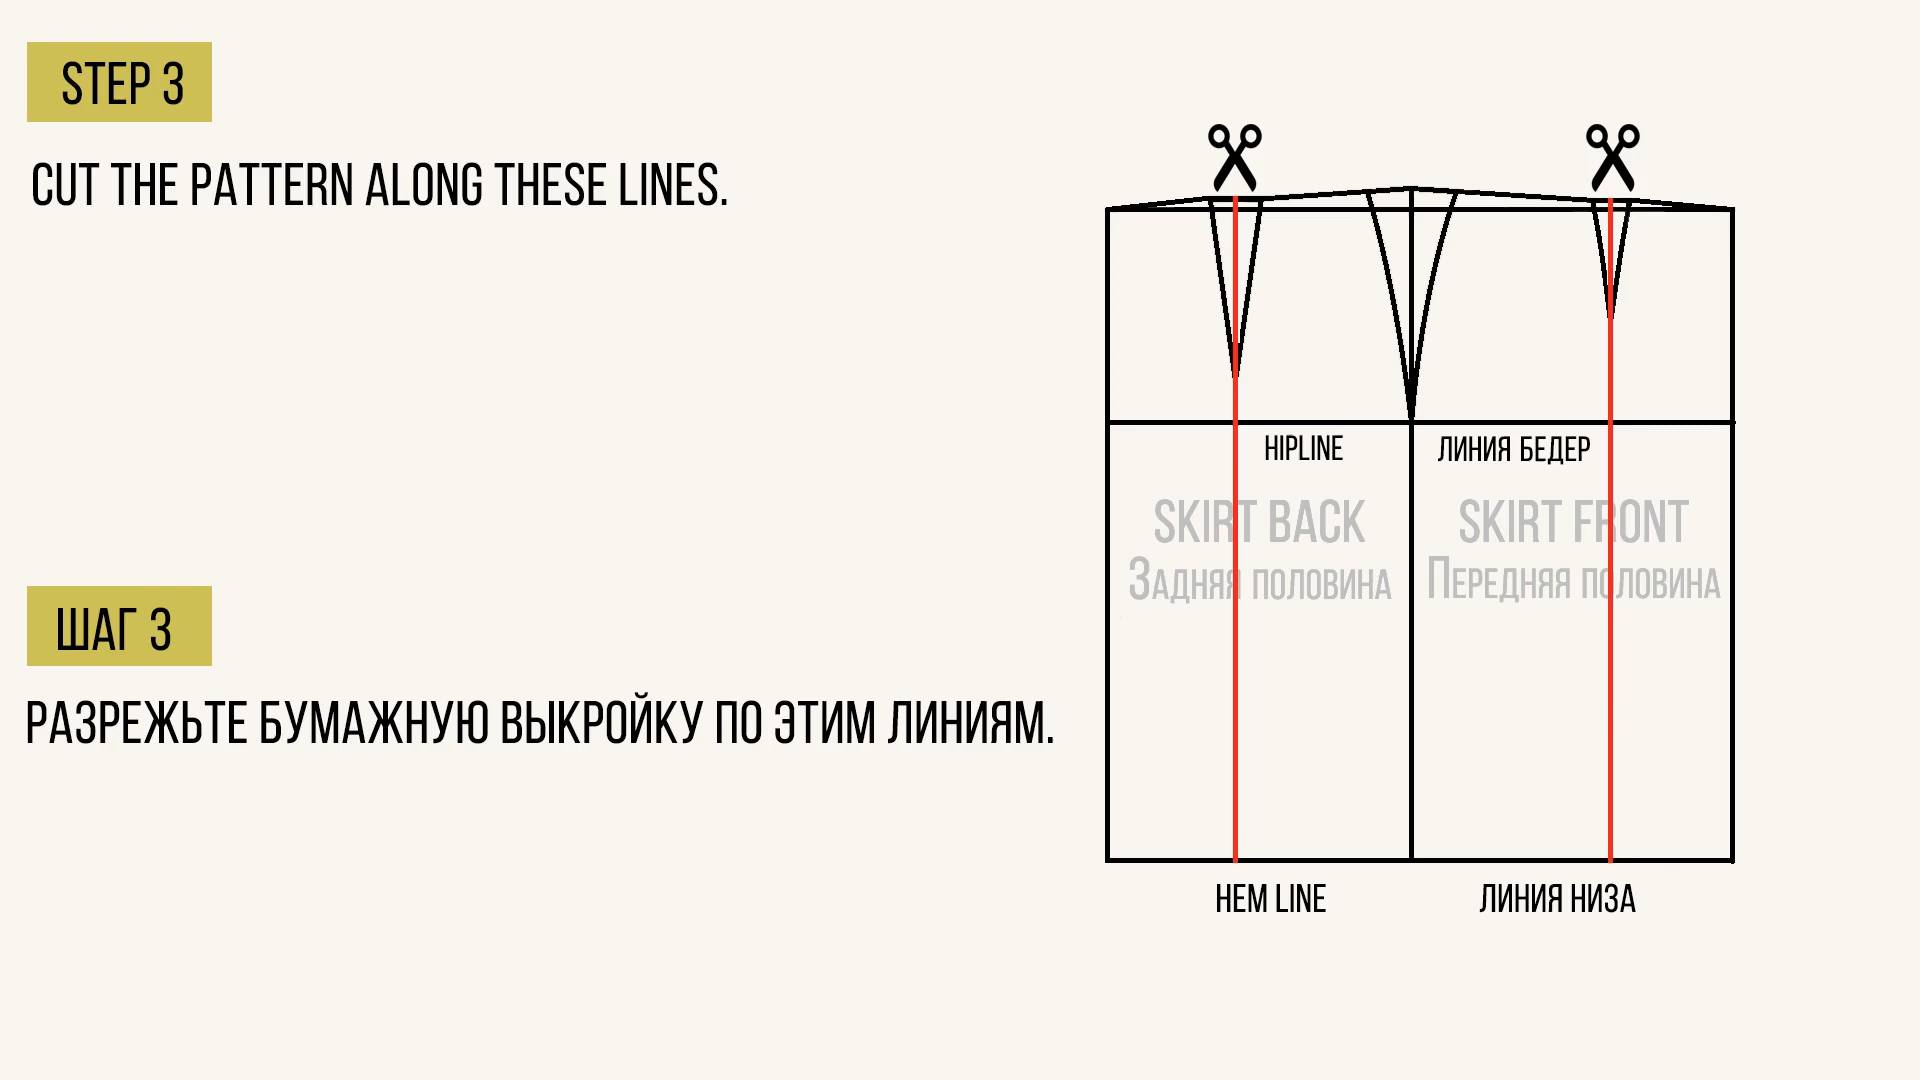 STEP 3
CUT THE PATTERN ALONG THESE LINES.
ШАГ 3
РАЗРЕЖЬТЕ БУМАЖНУЮ ВЫКРОЙКУ ПО ЭТИМ ЛИНИЯМ.
HIPLINE
ЛИНИЯ БЕДЕР
SKIRT BACK
Задняя половина
SKIRT FRONT
Передняя половина
HEM LINE
ЛИНИЯ НИЗА